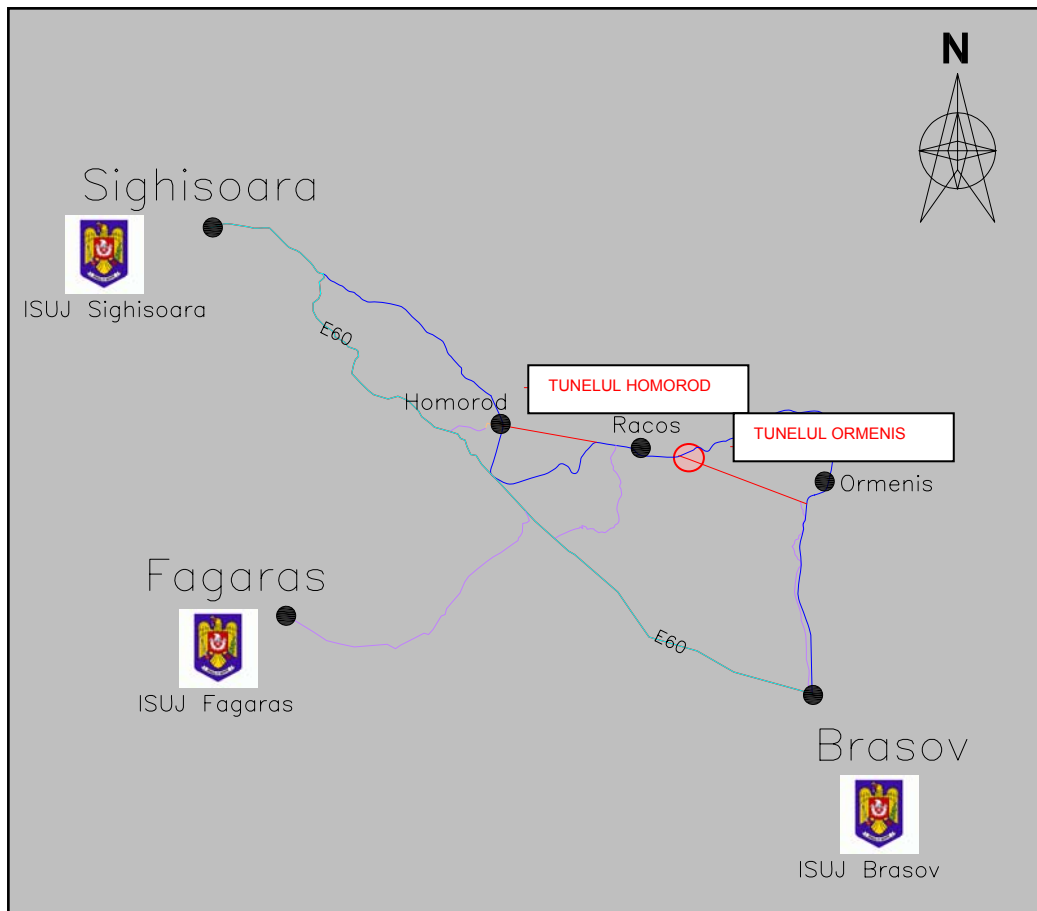 N
Sighisoara
ISUJ Sighisoara
E60
TUNELUL HOMOROD
Homorod
Racos
TUNELUL ORMENIS
Ormenis
Fagaras
ISUJ Fagaras
E60
Brasov
ISUJ Brasov